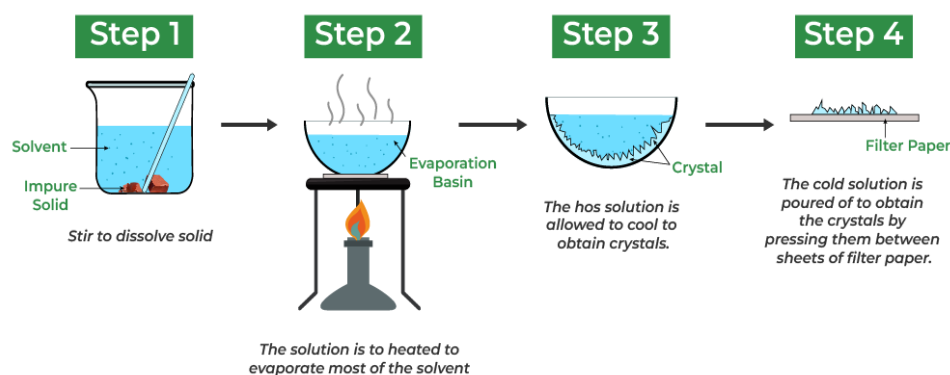 Step 1
Step 2
Step 3
Step 4
Solvent
Impure
Solid
Stir to dissolve solid
Evaporation
Basin
The solution is to heated to
evaporate most of the solvent
Crystal
The hos solution is
allowed to cool to
obtain crystals.
Filter Paper
The cold solution is
poured of to obtain
the crystals by
pressing them between
sheets of filter paper.